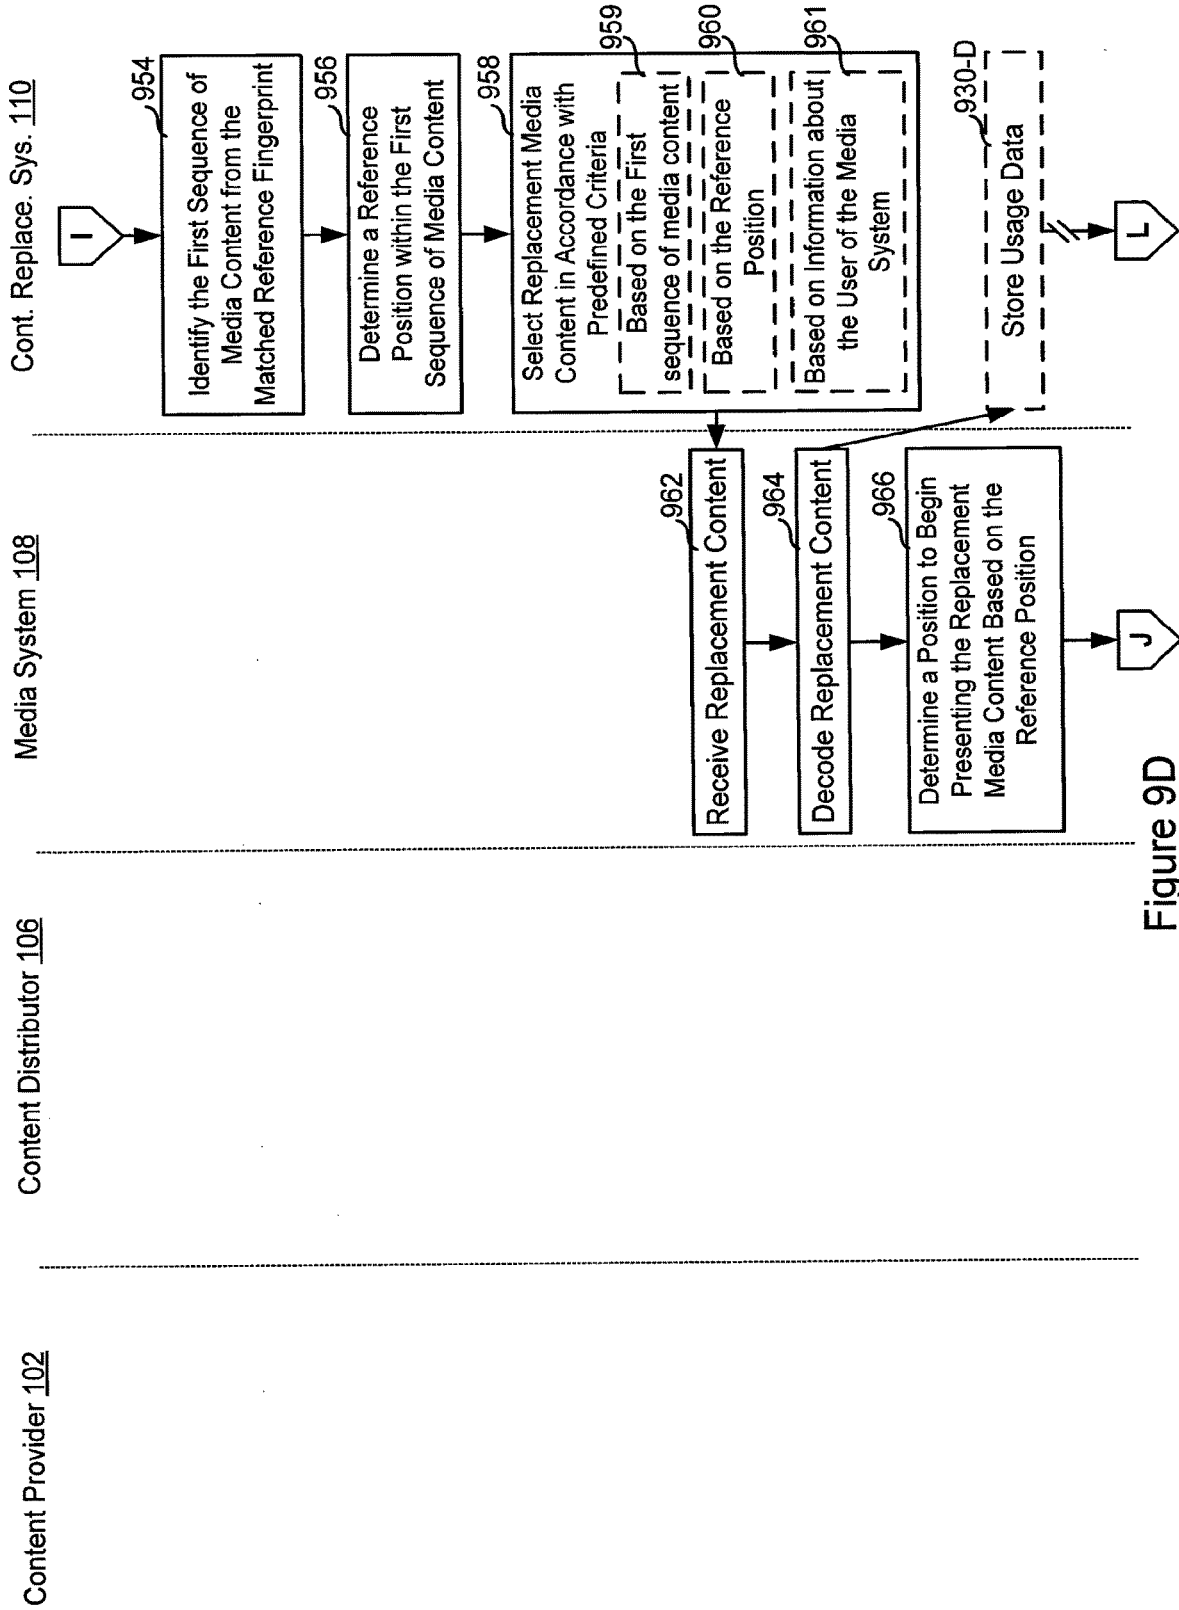 Content Provider 102
Content Distributor 106
Media System 108
Cont. Replace. Sys. 110
I
954
Identify the First Sequence of
Media Content from the
Matched Reference Fingerprint
956
Determine a Reference
Position within the First
Sequence of Media Content
958
Select Replacement Media
Content in Accordance with
Predefined Criteria
959
Based on the First
sequence of media content
960
Based on the Reference
Position
961
Based on Information about
the User of the Media
System
962
Receive Replacement Content
964
Decode Replacement Content
966
Determine a Position to Begin
Presenting the Replacement
Media Content Based on the
Reference Position
930-D
Store Usage Data
J
L
Figure 9D